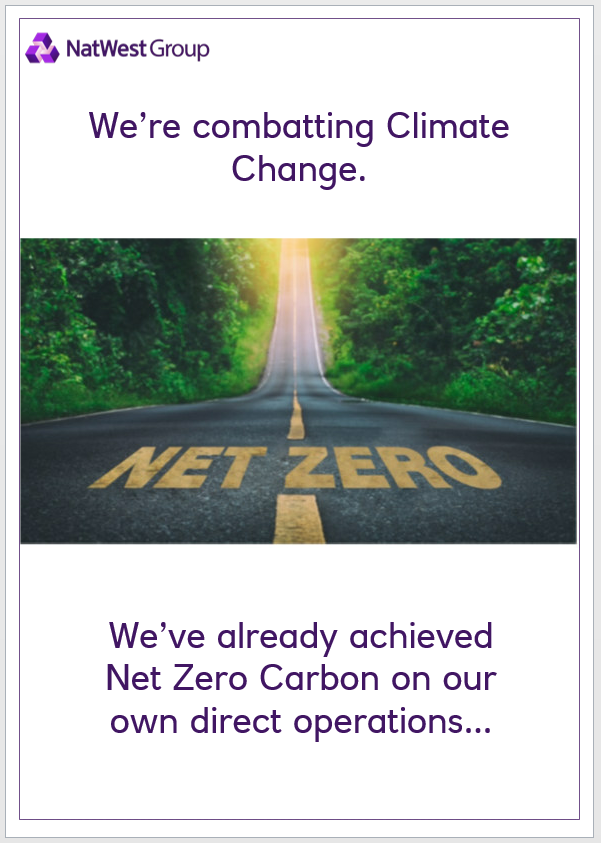 NatWest Group
We’re combatting Climate
Change.
NET ZERO
We’ve already achieved
Net Zero Carbon on our
own direct operations...